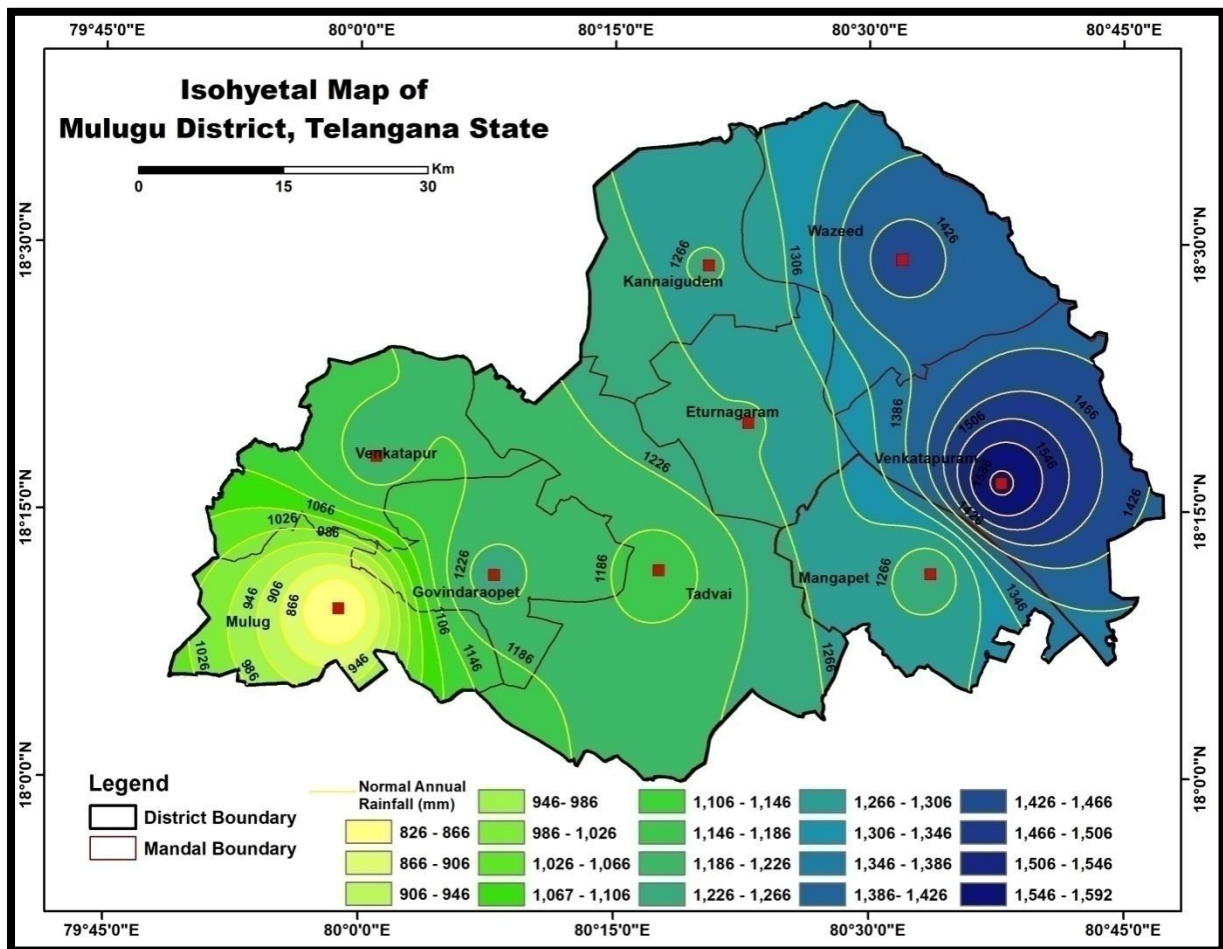 79°45'0"E 80°0'0"E 80°15'0"E 80°30'0"E 80°45'0"E
Isohyetal Map of
Mulugu District, Telangana State
Km
0 15 30
18°30'0"N 18°30'0"N
18°15'0"N 18°15'0"N
18°0'0"N 18°0'0"N
Wazeed
1426
1306
1266
Kannaigudem
1386
1466
1506
Eturnagaram
1546
Venkatapuram
1586
1226
Venkatapur
1426
1426
1066
1026
986
1226
1186
Govindaraopet
Tadvai
Mangapet
1266
1346
946
906
866
Mulug
1106
1026
986
946
1146
1186
1266
Legend
District Boundary
Mandal Boundary
Normal Annual
Rainfall (mm)
826 - 866
866 - 906
906 - 946
946- 986
986 - 1,026
1,026 - 1,066
1,067 - 1,106
1,106 - 1,146
1,146 - 1,186
1,186 - 1,226
1,226 - 1,266
1,266 - 1,306
1,306 - 1,346
1,346 - 1,386
1,386- 1,426
1,426 - 1,466
1,466 - 1,506
1,506 - 1,546
1,546 - 1,592
79°45'0"E 80°0'0"E 80°15'0"E 80°30'0"E 80°45'0"E